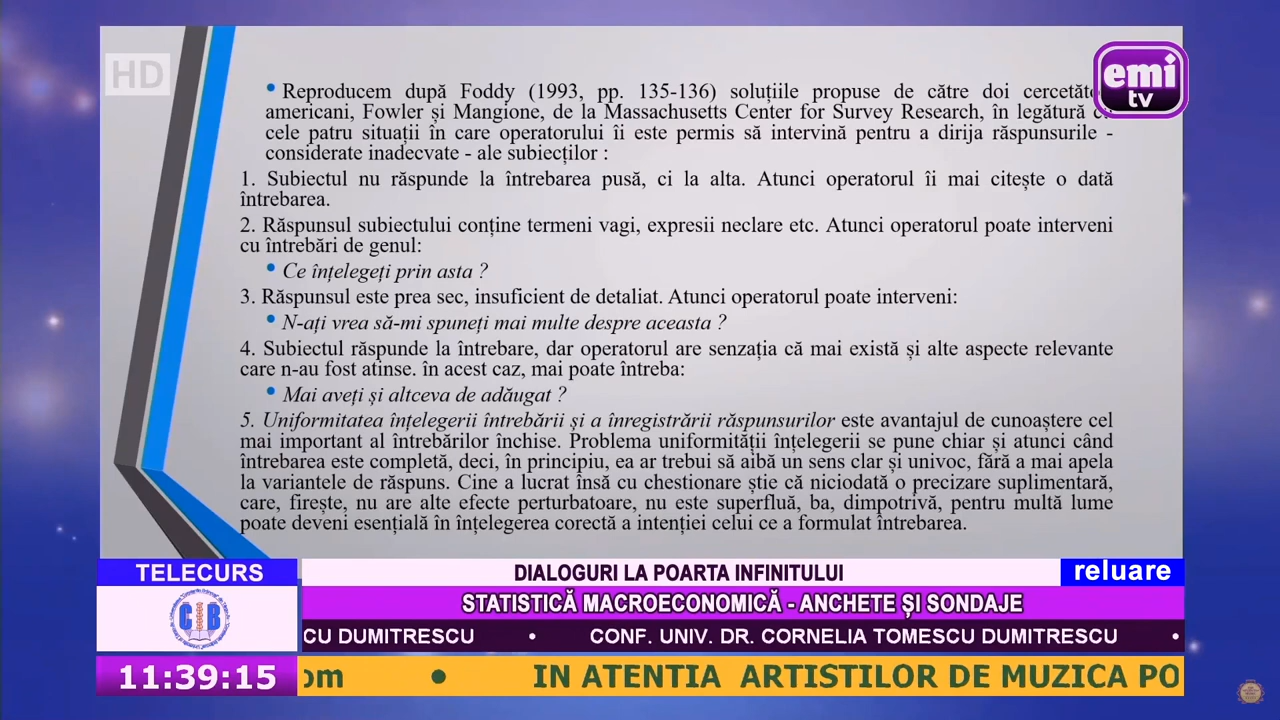 HD
emi
tv
• Reproducem după Foddy (1993, pp. 135-136) soluțiile propuse de către doi
americani, Fowler și Mangione, de la Massachusetts Center for Survey Research, în legătură
cele patru situații în care operatorului îi este permis să intervină pentru a dirija răspunsurile -
considerate inadecvate - ale subiecților :
1. Subiectul nu răspunde la întrebarea pusă, ci la alta. Atunci operatorul îi mai citește o dată
întrebarea.
2. Răspunsul subiectului conține termeni vagi, expresii neclare etc. Atunci operatorul poate interveni
cu întrebări de genul:
• Ce înțelegeți prin asta ?
3. Răspunsul este prea sec, insuficient de detaliat. Atunci operatorul poate interveni:
• N-ați vrea să-mi spuneți mai multe despre aceasta ?
4. Subiectul răspunde la întrebare, dar operatorul are senzația că mai există și alte aspecte relevante
care n-au fost atinse. în acest caz, mai poate întreba:
• Mai aveți și altceva de adăugat ?
5. Uniformitatea înțelegerii întrebării și a înregistrării răspunsurilor este avantajul de cunoaștere cel
mai important al întrebărilor închise. Problema uniformității înțelegerii se pune chiar și atunci când
întrebarea este completă, deci, în principiu, ea ar trebui să aibă un sens clar și univoc, fără a mai apela
la variantele de răspuns. Cine a lucrat însă cu chestionare știe că niciodată o precizare suplimentară,
care, firește, nu are alte efecte perturbatoare, nu este superfluă, ba, dimpotrivă, pentru multă lume
poate deveni esențială în înțelegerea corectă a intenției celui ce a formulat întrebarea.
TELECURS
DIALOGURI LA POARTA INFINITULUI
reluare
STATISTICĂ MACROECONOMICĂ - ANCHETE ȘI SONDAJE
CIB
CU DUMITRESCU • CONF. UNIV. DR. CORNELIA TOMESCU DUMITRESCU •
11:39:15
om • IN ATENTIA ARTISTILOR DE MUZICA PO